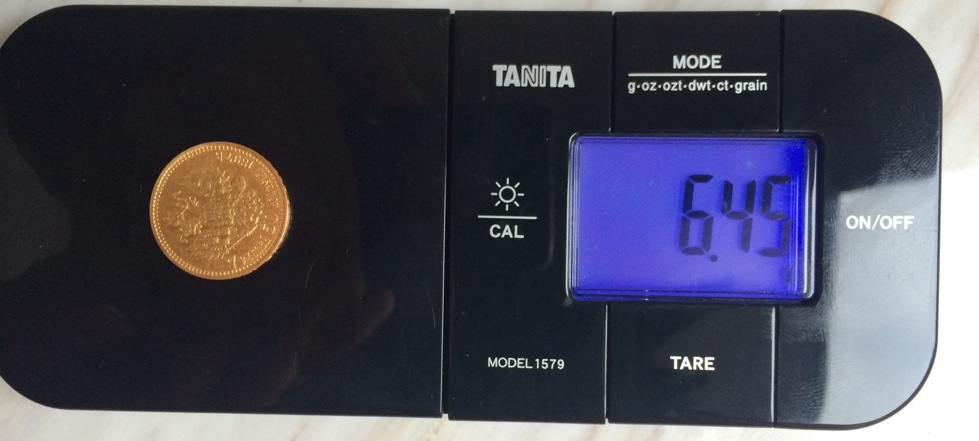 TANITA
MODE
g·oz·ozt·dwt·ct·grain
6.45
CAL
ON/OFF
MODEL 1579
TARE